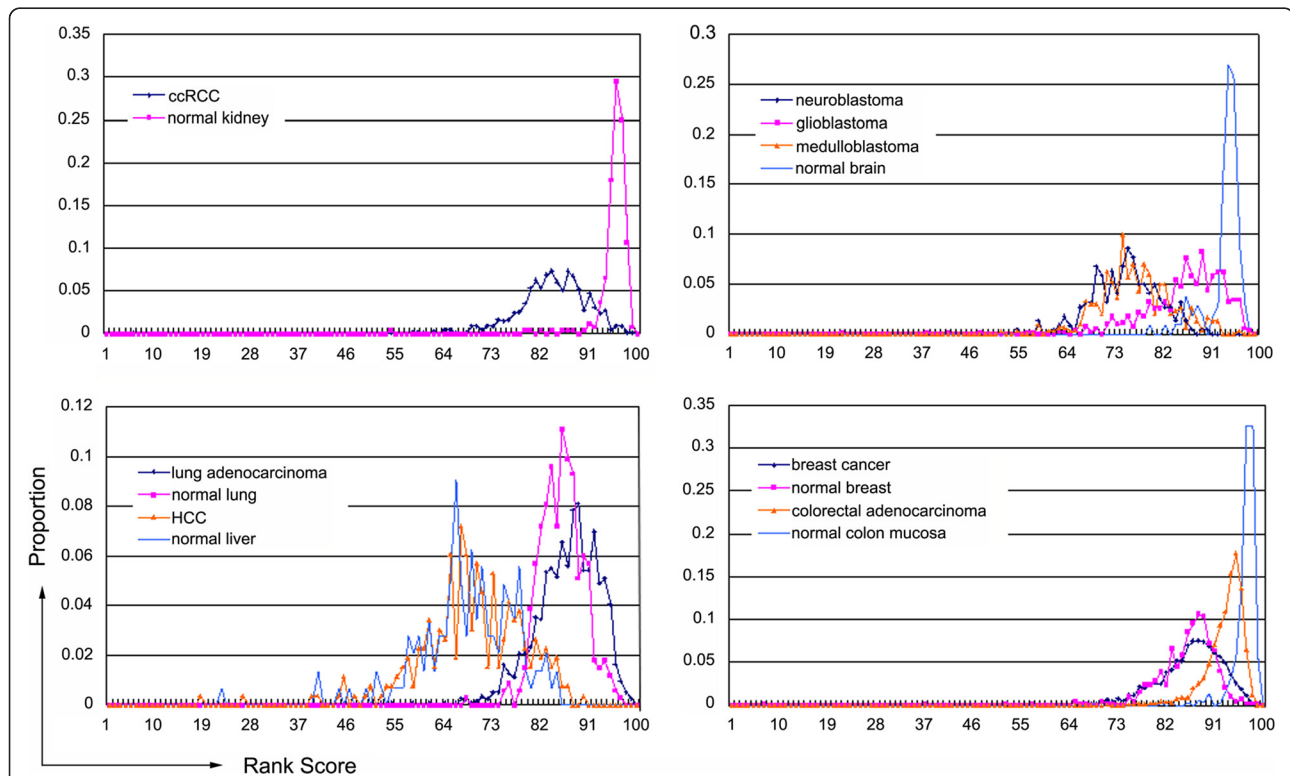 0.35
0.3
0.25
0.2
0.15
0.1
0.05
0
ccRCC
normal kidney
1 10 19 28 37 46 55 64 73 82 91 100
0.3
0.25
0.2
0.15
0.1
0.05
0
neuroblastoma
glioblastoma
medulloblastoma
normal brain
1 10 19 28 37 46 55 64 73 82 91 100
0.12
0.1
0.08
0.06
0.04
0.02
0
lung adenocarcinoma
normal lung
HCC
normal liver
1 10 19 28 37 46 55 64 73 82 91 100
0.35
0.3
0.25
0.2
0.15
0.1
0.05
0
breast cancer
normal breast
colorectal adenocarcinoma
normal colon mucosa
1 10 19 28 37 46 55 64 73 82 91 100
Proportion
Rank Score